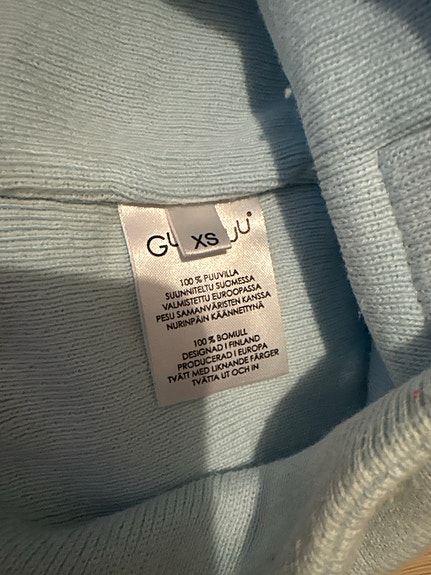 XS
100 % PUUVILLA
SUUNNITELTU SUOMESSA
VALMISTETTU EUROOPASSA
PESU SAMANVÄRISTEN KANSSA
NURINPÄIN KÄÄNNETTYNÄ
100 % BOMULL
DESIGNAD I FINLAND
PRODUCERAD I EUROPA
TVÄTT MED LIKNANDE FÄRGER
TVÄTTA UT OCH IN